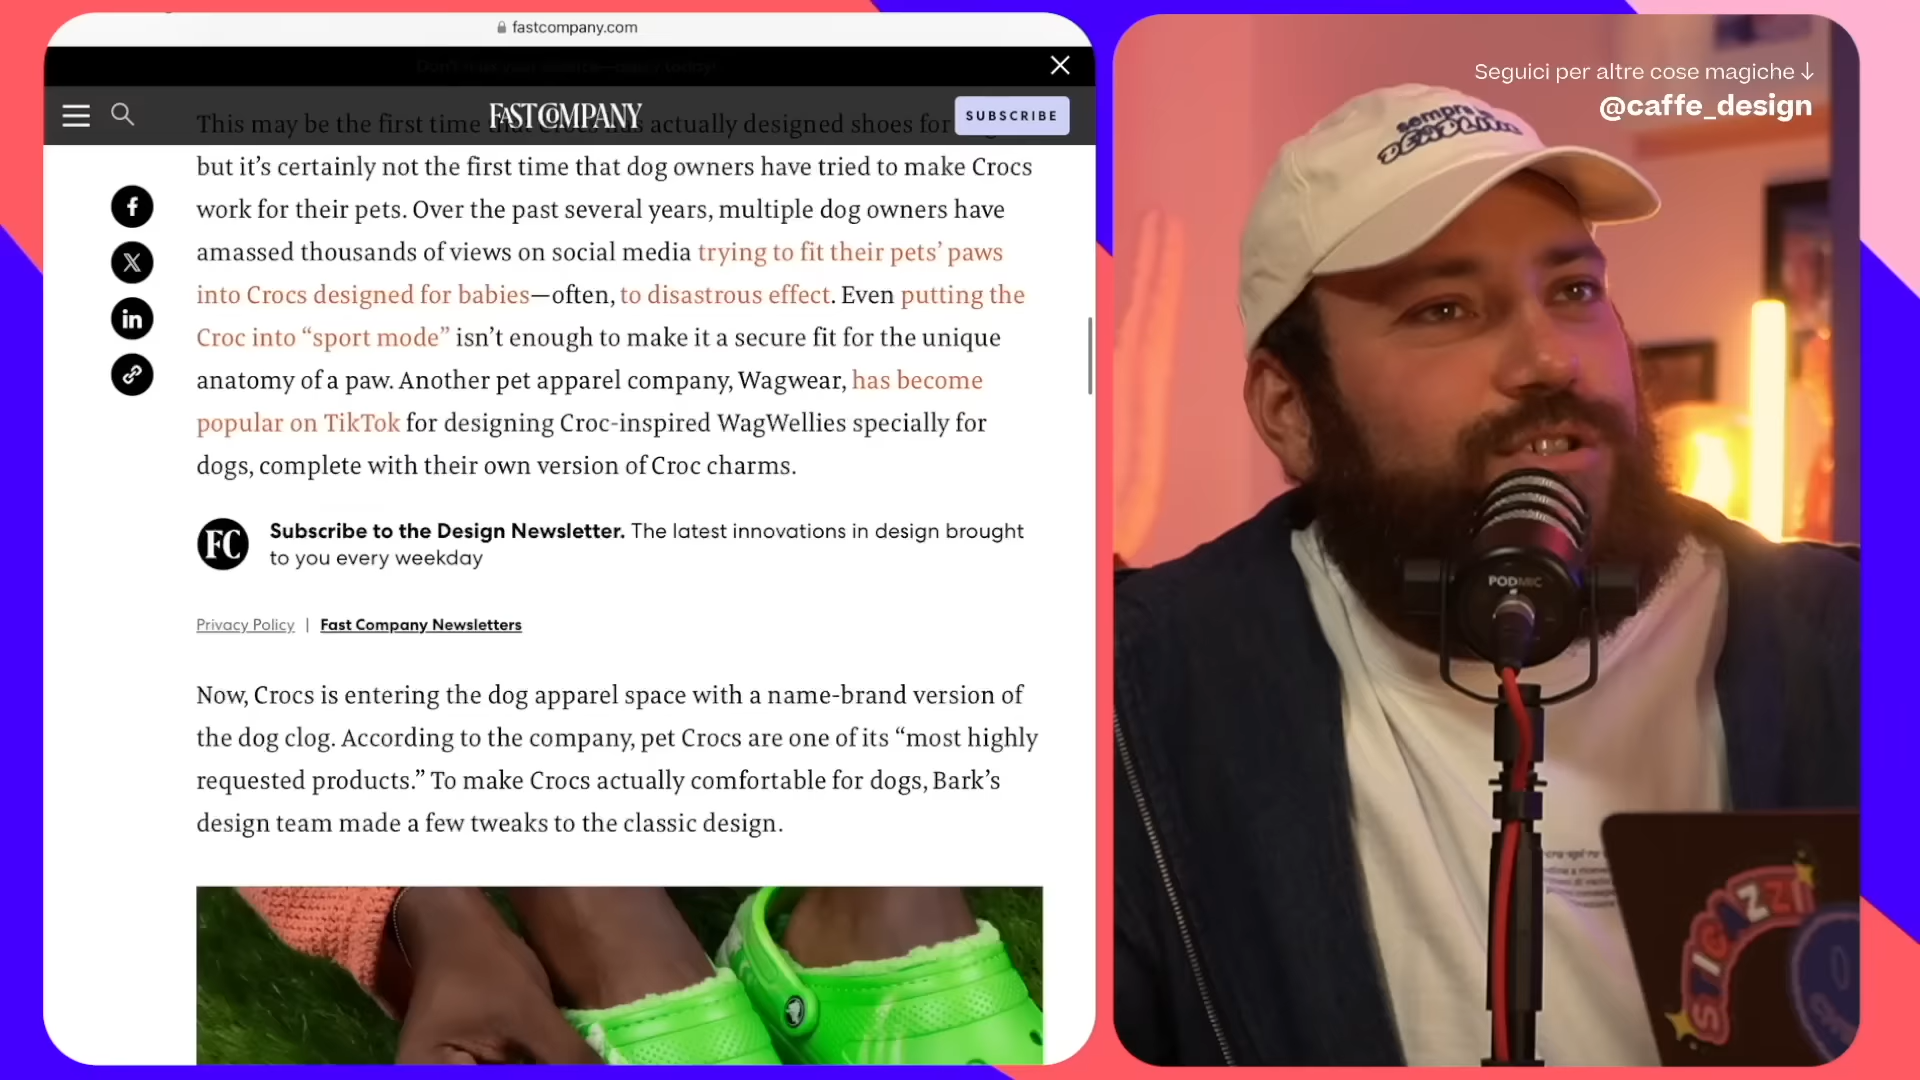 fastcompany.com
FAST COMPANY
SUBSCRIBE
This may be the first time that Crocs has actually designed shoes for
but it’s certainly not the first time that dog owners have tried to make Crocs
work for their pets. Over the past several years, multiple dog owners have
amassed thousands of views on social media trying to fit their pets’ paws
into Crocs designed for babies—often, to disastrous effect. Even putting the
Croc into “sport mode” isn’t enough to make it a secure fit for the unique
anatomy of a paw. Another pet apparel company, Wagwear, has become
popular on TikTok for designing Croc-inspired WagWellies specially for
dogs, complete with their own version of Croc charms.
FC
Subscribe to the Design Newsletter. The latest innovations in design brought
to you every weekday
Privacy Policy | Fast Company Newsletters
Now, Crocs is entering the dog apparel space with a name-brand version of
the dog clog. According to the company, pet Crocs are one of its “most highly
requested products.” To make Crocs actually comfortable for dogs, Bark’s
design team made a few tweaks to the classic design.
Seguici per altre cose magiche ↓
@caffe_design
sempre
PODMIC
STIGAZZI